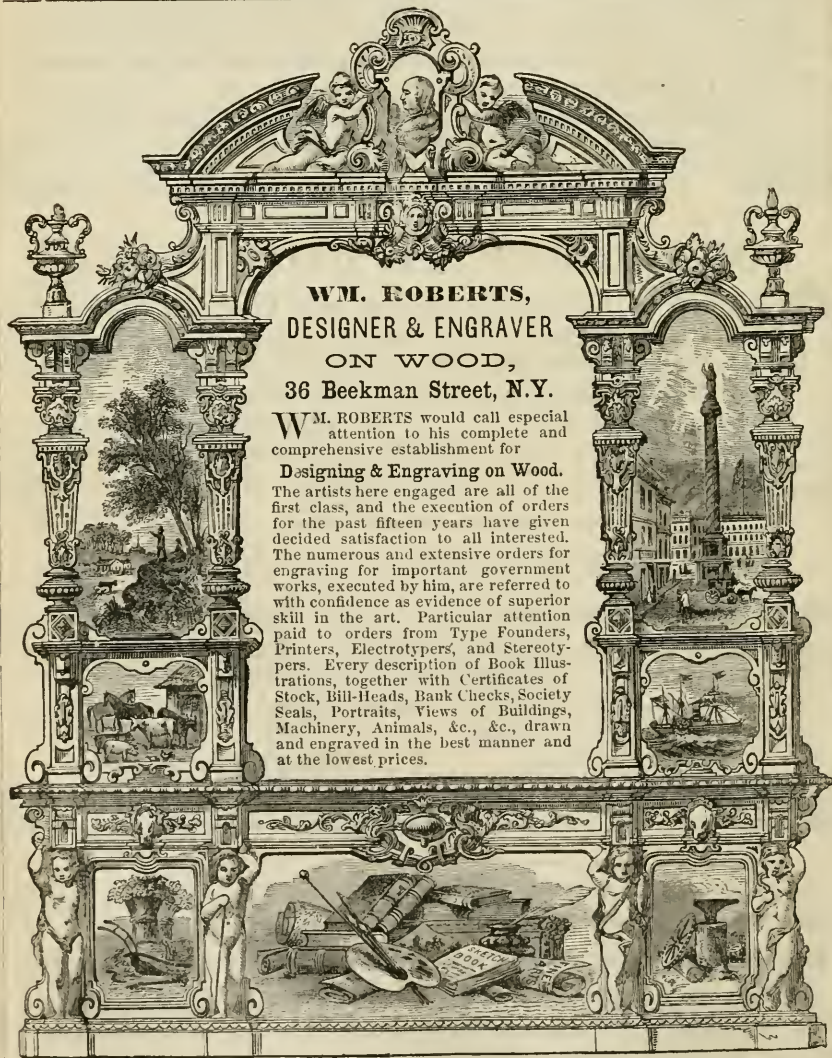 WM. ROBERTS,
DESIGNER & ENGRAVER
ON WOOD,
36 Beekman Street, N.Y.
WM. ROBERTS would call especial
attention to his complete and
comprehensive establishment for
Designing & Engraving on Wood.
The artists here engaged are all of the
first class, and the execution of orders
for the past fifteen years have given
decided satisfaction to all interested.
The numerous and extensive orders for
engraving for important government
works, executed by him, are referred to
with confidence as evidence of superior
skill in the art. Particular attention
paid to orders from Type Founders,
Printers, Electrotypers, and Stereoty-
pers. Every description of Book Illus-
trations, together with Certificates of
Stock, Bill-Heads, Bank Checks, Society
Seals, Portraits, Views of Buildings,
Machinery, Animals, &c., &c., drawn
and engraved in the best manner and
at the lowest prices.
SKETCH
BOOK